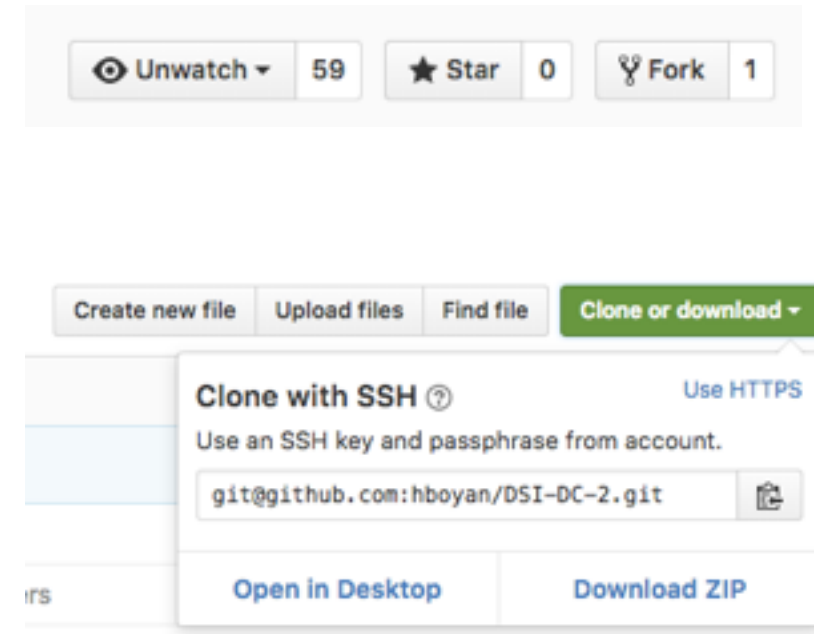 Unwatch 59 Star 0 Fork 1
Create new file Upload files Find file Clone or download
Clone with SSH Use HTTPS
Use an SSH key and passphrase from account.
git@github.com:hboyan/DSI-DC-2.git
Open in Desktop Download ZIP
ers